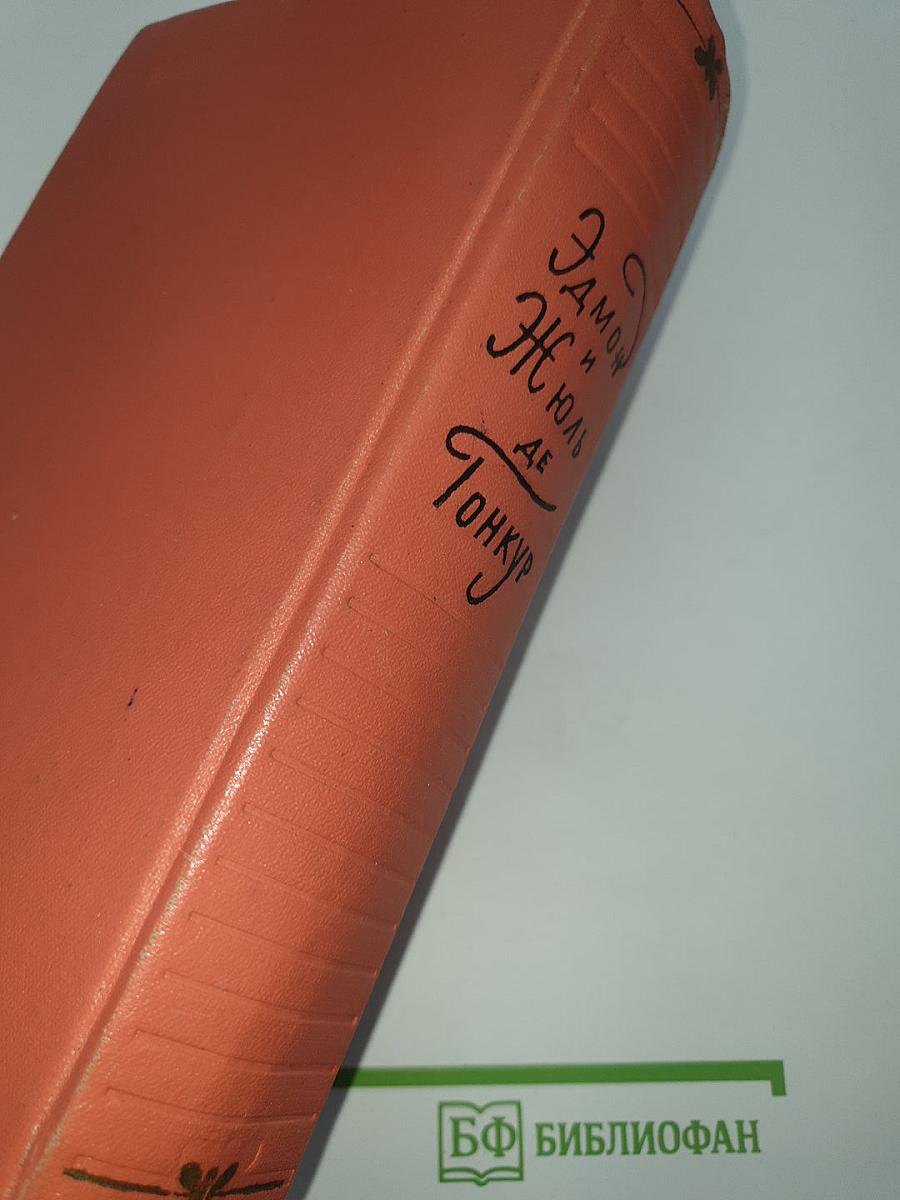 Эдмон
и
Жюль
де
Гонкур
БФ БИБЛИОФАН